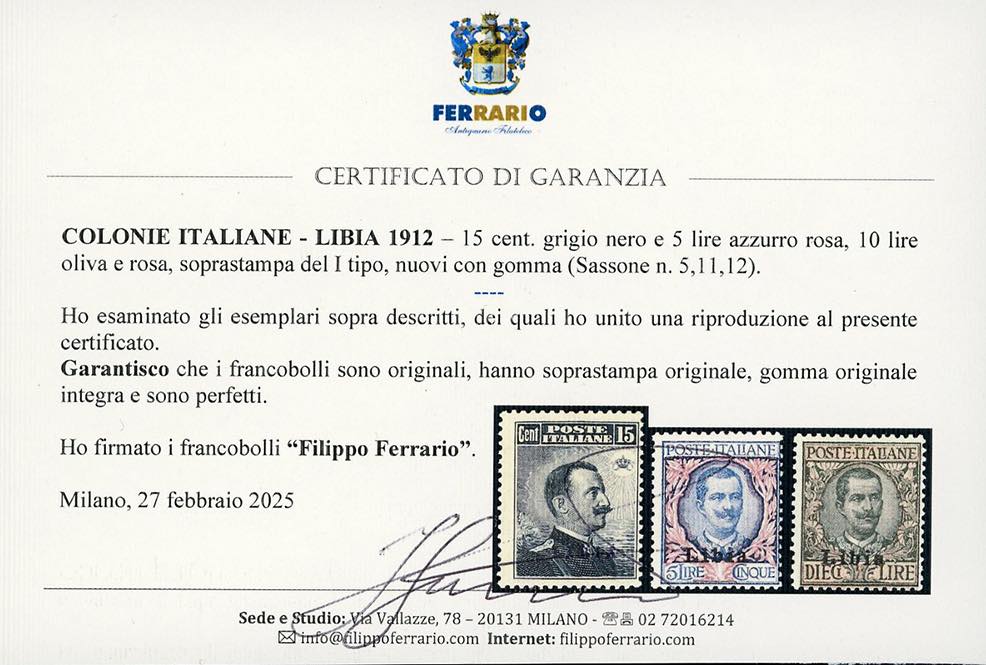 FERRARIO
Antiquario Filatelico
CERTIFICATO DI GARANZIA
COLONIE ITALIANE - LIBIA 1912 – 15 cent. grigio nero e 5 lire azzurro rosa, 10 lire
oliva e rosa, soprastampa del I tipo, nuovi con gomma (Sassone n. 5,11,12).
----
Ho esaminato gli esemplari sopra descritti, dei quali ho unito una riproduzione al presente
certificato.
Garantisco che i francobolli sono originali, hanno soprastampa originale, gomma originale
integra e sono perfetti.
Ho firmato i francobolli “Filippo Ferrario”.
Milano, 27 febbraio 2025
Cent POSTE ITALIANE 15
POSTE·ITALIANE
Libia
5 LIRE CINQUE
POSTE·ITALIANE
Libia
DIECI LIRE
Sede e Studio: Via Vallazze, 78 – 20131 MILANO - 02 72016214
info@filippoferrario.com Internet: filippoferrario.com